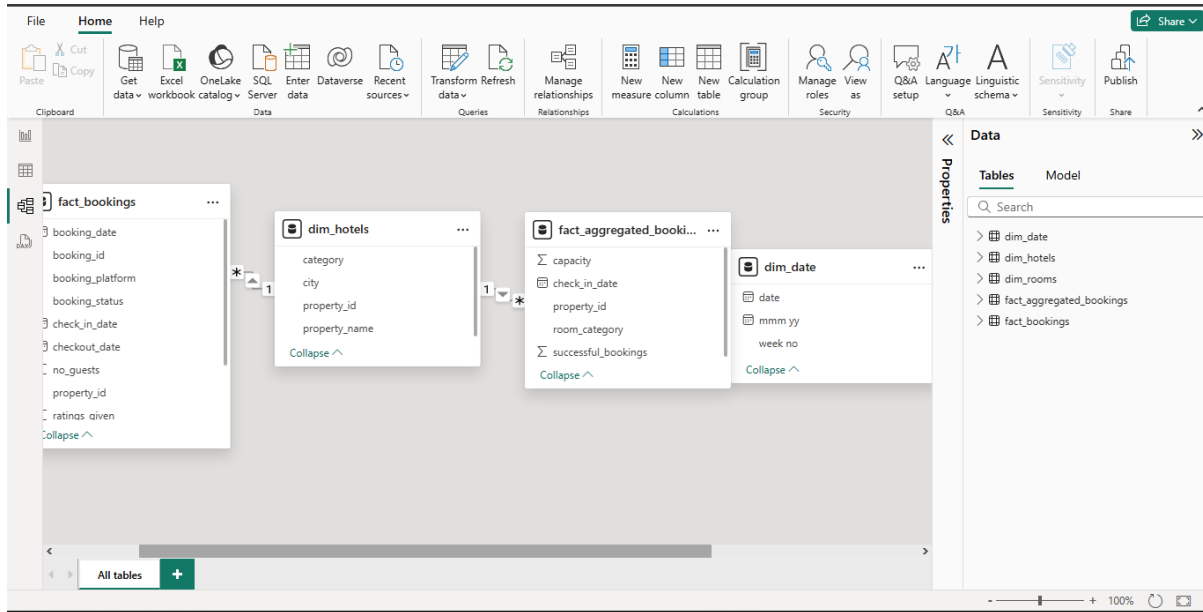 File Home Help
Share
Paste
Cut
Copy
Get data
Excel workbook
OneLake catalog
SQL Server
Enter data
Dataverse
Recent sources
Transform data
Refresh
Manage relationships
New measure
New column
New table
Calculation group
Manage roles
View as
Q&A setup
Language
Linguistic schema
Sensitivity
Publish
Clipboard
Data
Queries
Relationships
Calculations
Security
Q&A
Sensitivity
Share
fact_bookings
booking_date
booking_id
booking_platform
booking_status
check_in_date
checkout_date
no_guests
property_id
ratings_given
Collapse
* 1
dim_hotels
category
city
property_id
property_name
Collapse
1 *
fact_aggregated_booki...
Σ capacity
check_in_date
property_id
room_category
Σ successful_bookings
Collapse
dim_date
date
mmm yy
week no
Collapse
Properties
Data
Tables Model
Search
dim_date
dim_hotels
dim_rooms
fact_aggregated_bookings
fact_bookings
All tables
100%